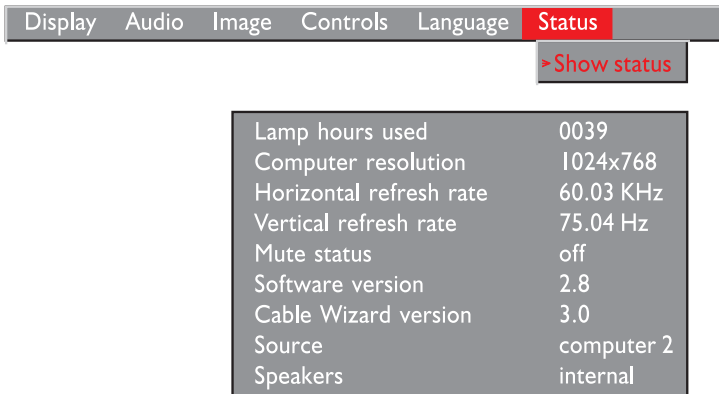 Display Audio Image Controls Language Status
▸Show status
Lamp hours used 0039
Computer resolution 1024x768
Horizontal refresh rate 60.03 KHz
Vertical refresh rate 75.04 Hz
Mute status off
Software version 2.8
Cable Wizard version 3.0
Source computer 2
Speakers internal